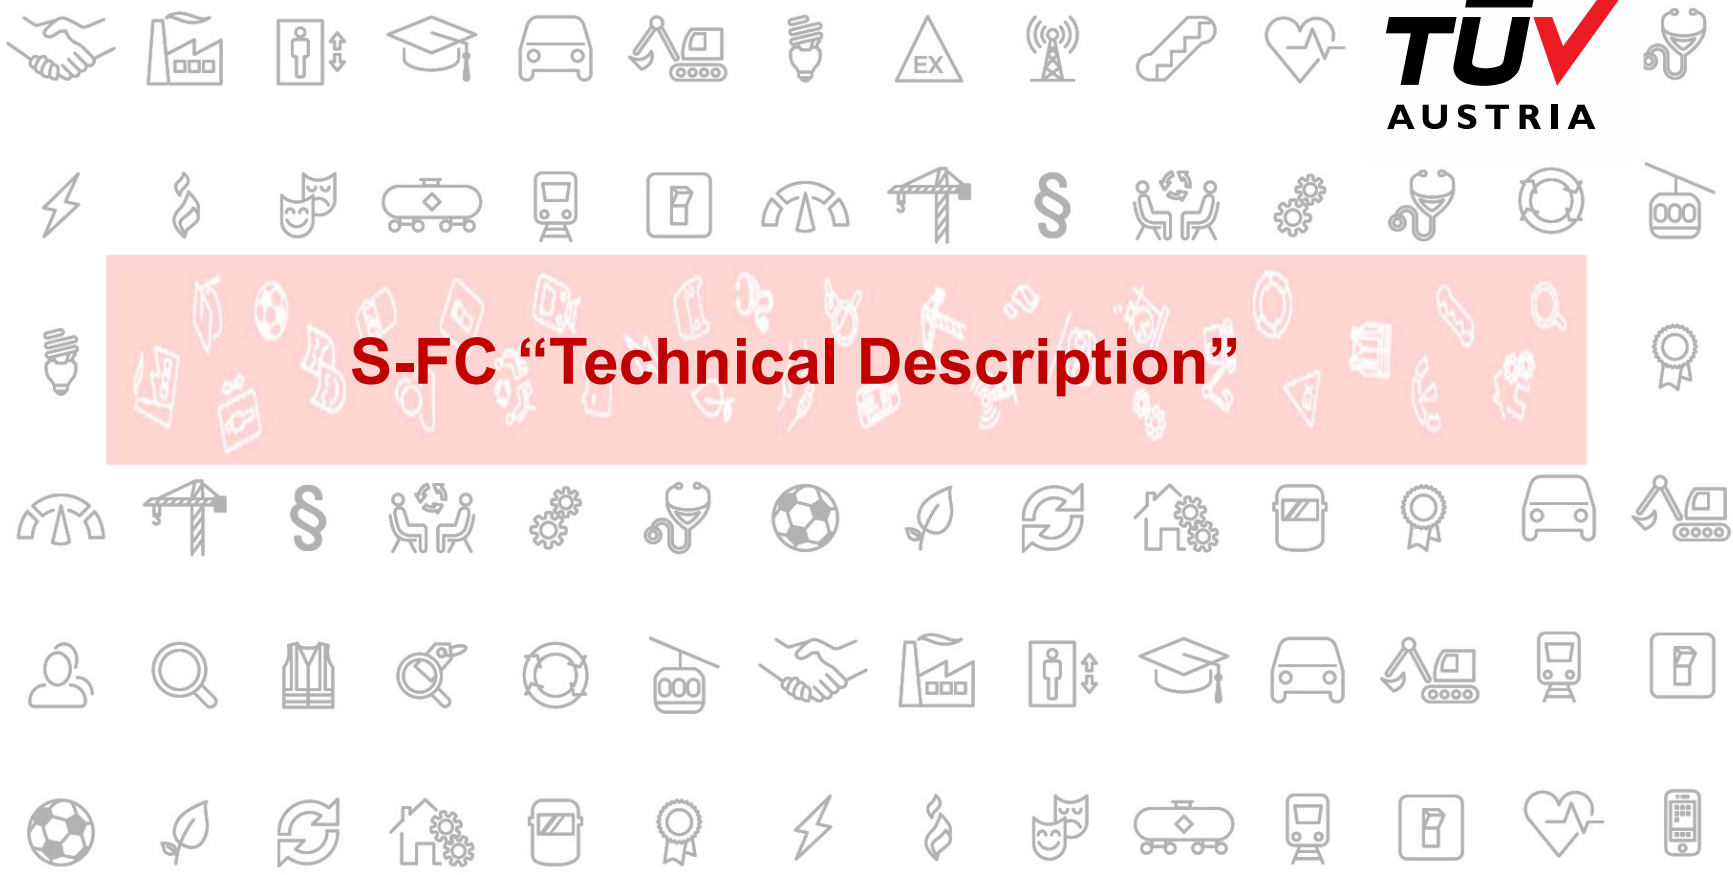 EX
TÜV
AUSTRIA
§
S-FC “Technical Description”
§